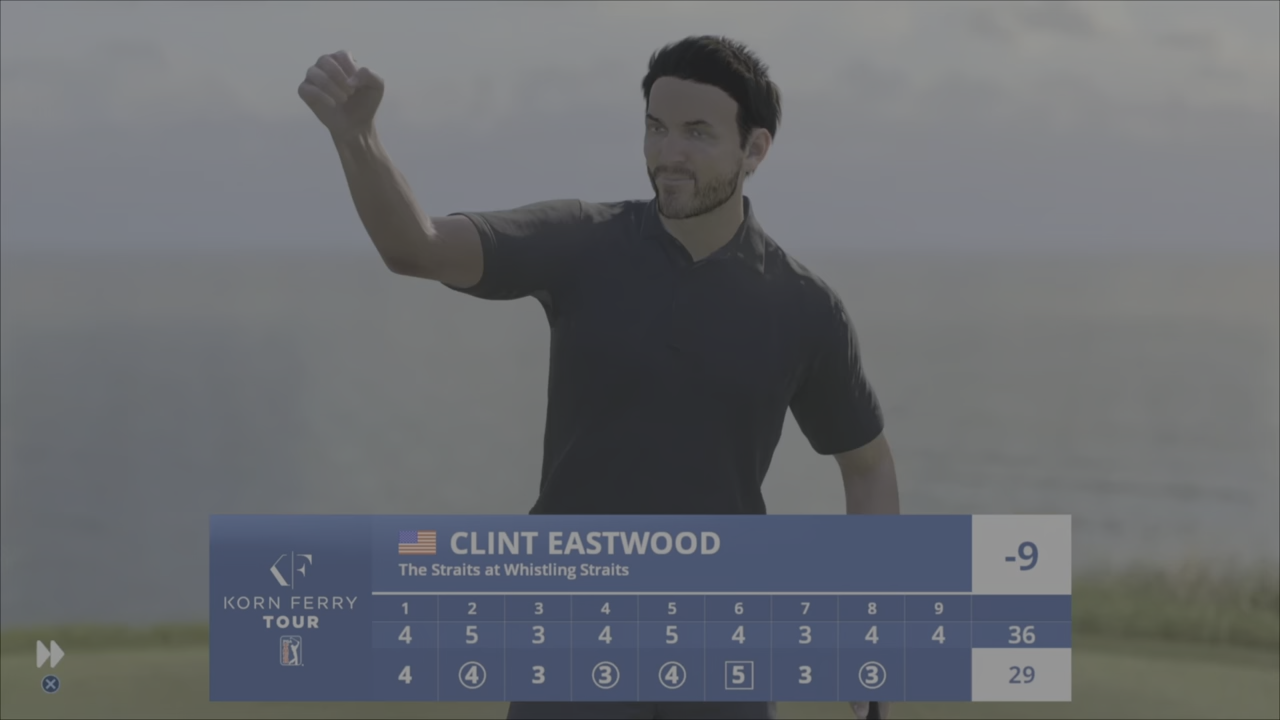 CLINT EASTWOOD
-9
The Straits at Whistling Straits
KF
KORN FERRY
TOUR
1 2 3 4 5 6 7 8 9
4 5 3 4 5 4 3 4 4 36
4 4 3 3 4 5 3 3 29